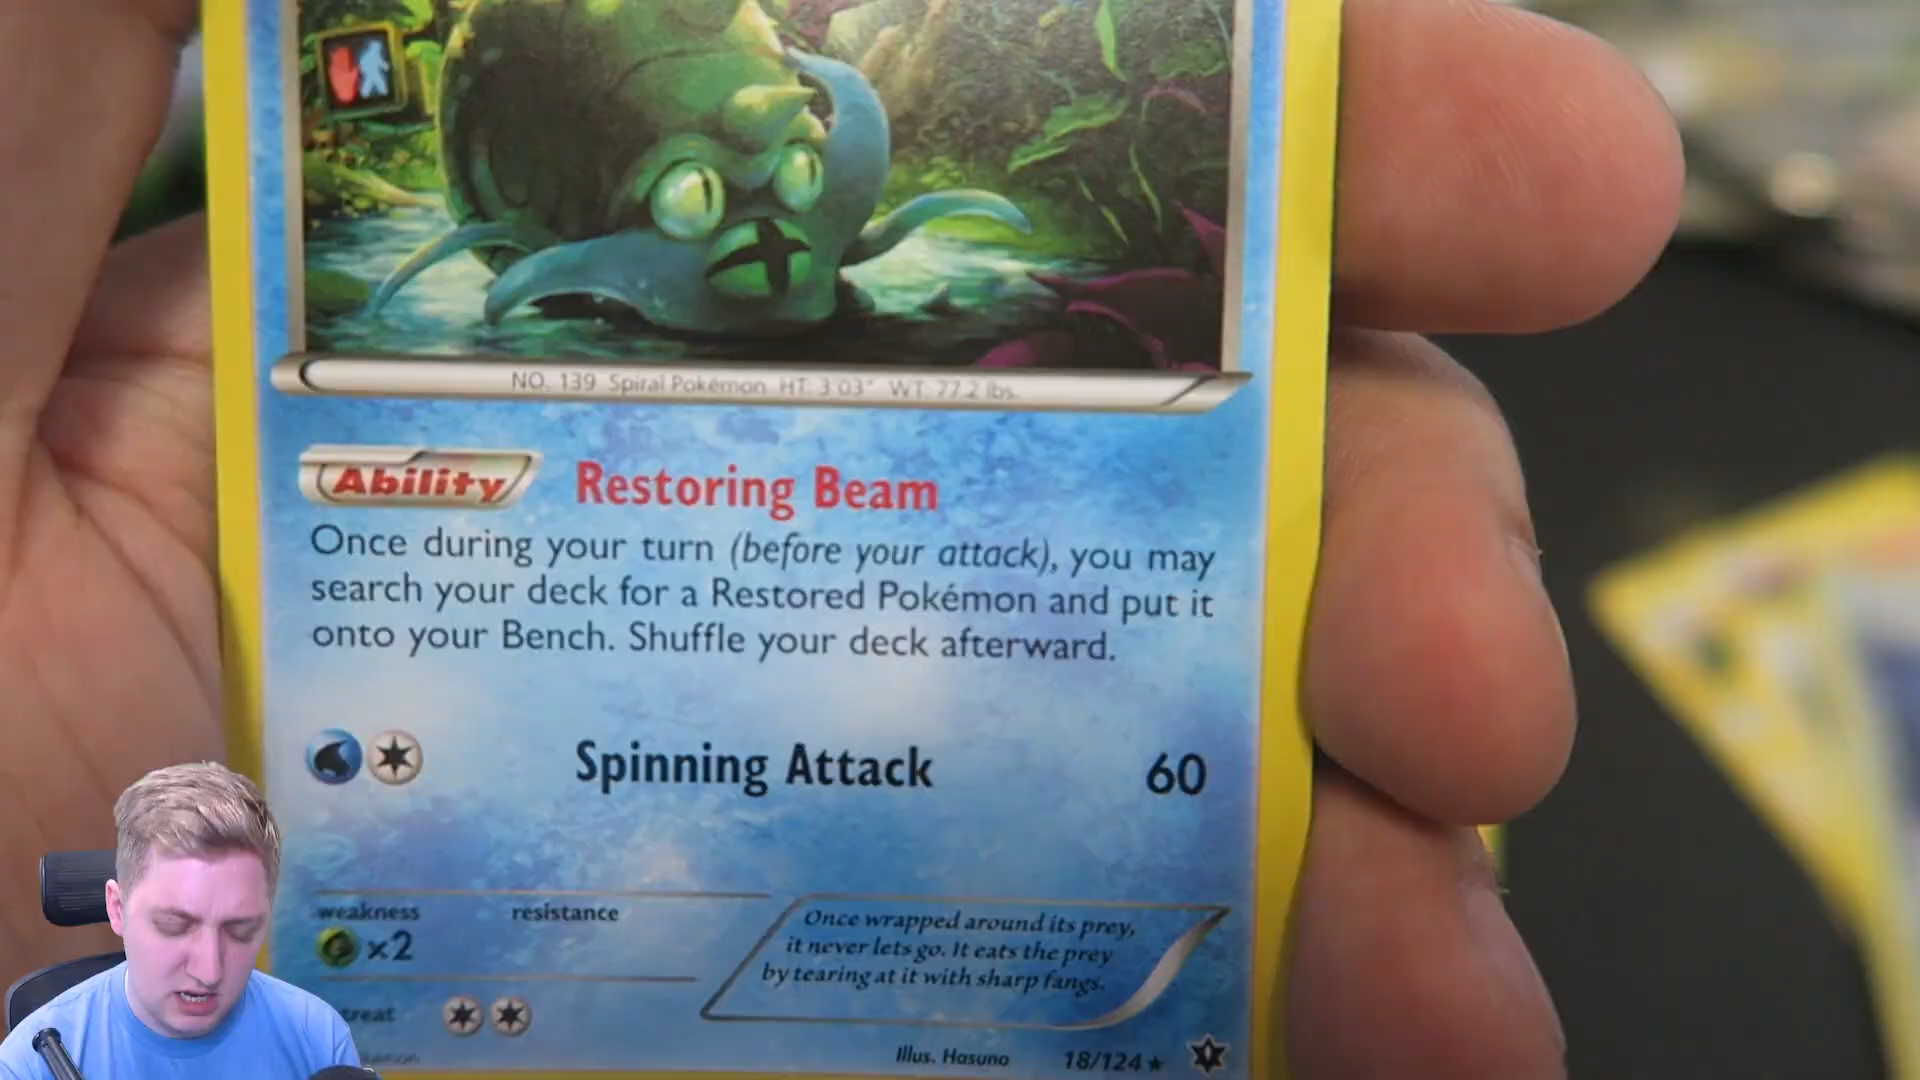 NO. 139 Spiral Pokémon HT: 3'03" WT: 77.2 lbs.
Ability Restoring Beam
Once during your turn (before your attack), you may
search your deck for a Restored Pokémon and put it
onto your Bench. Shuffle your deck afterward.
Spinning Attack 60
weakness resistance
x2
Once wrapped around its prey,
it never lets go. It eats the prey
by tearing at it with sharp fangs.
treat
Illus. Hasuno 18/124 ★